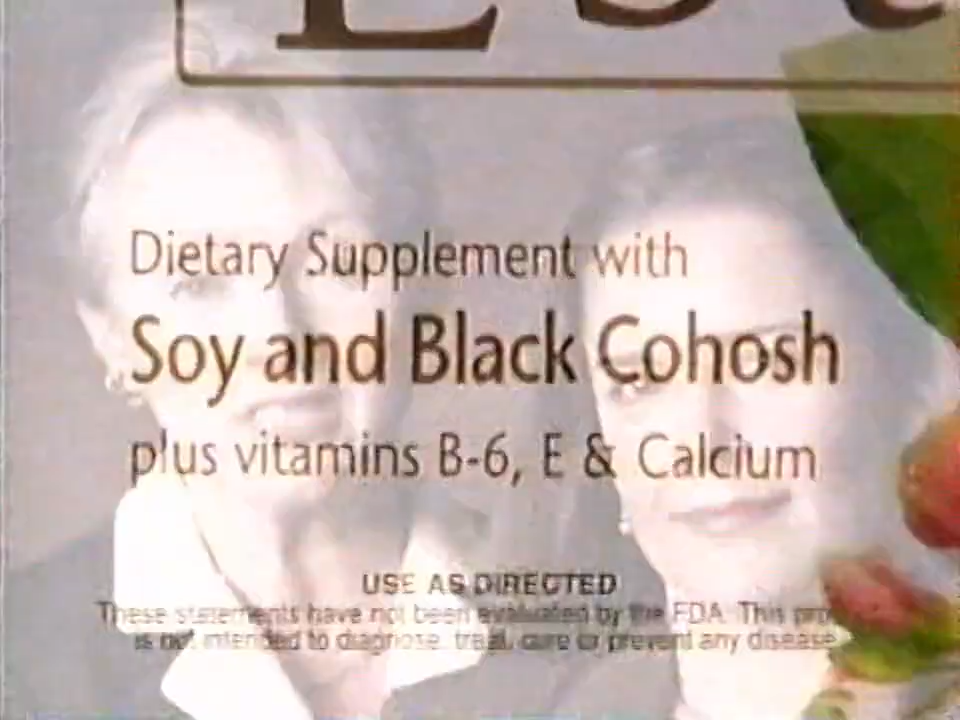 Dietary Supplement with
Soy and Black Cohosh
plus vitamins B-6, E & Calcium
USE AS DIRECTED
These statements have not been evaluated by the FDA. This
is not intended to diagnose, treat, cure or prevent any disease